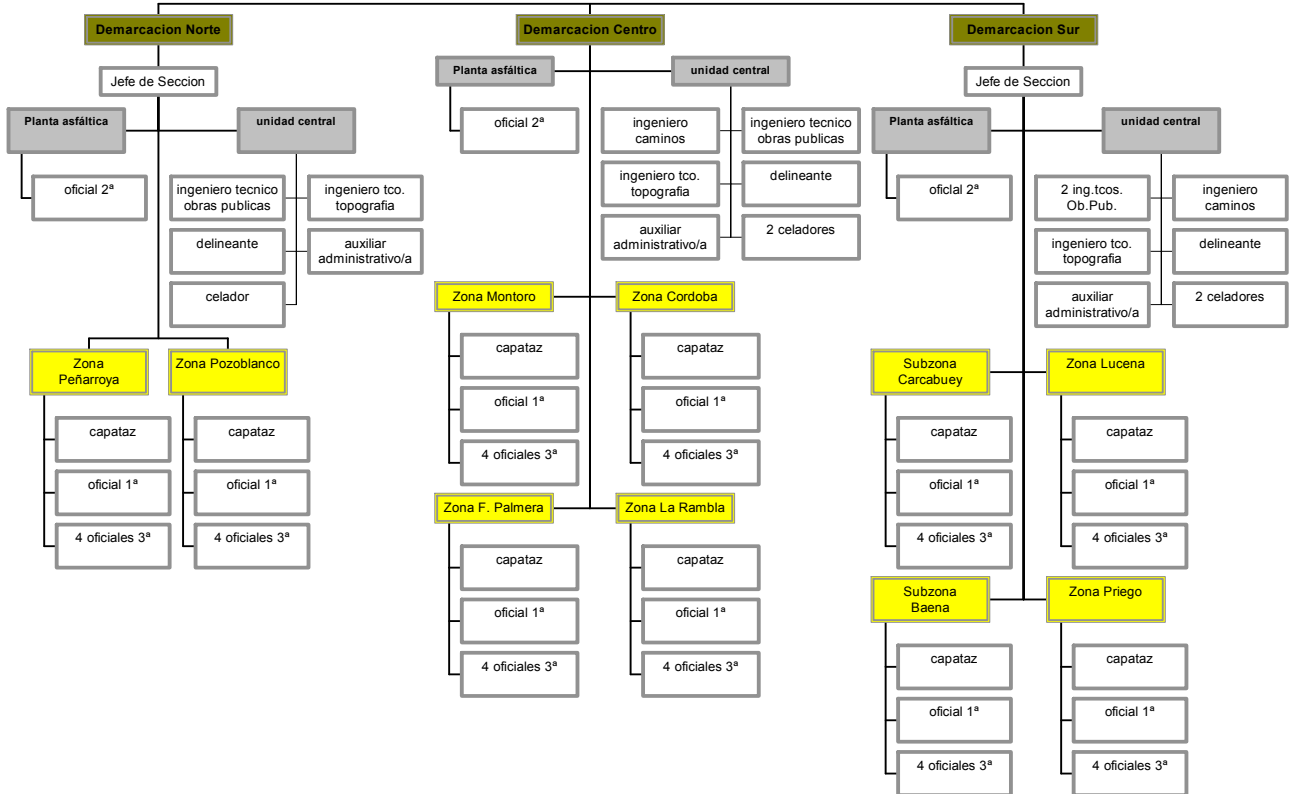 Demarcacion Norte
Jefe de Seccion
Planta asfáltica
unidad central
oficial 2ª
ingeniero tecnico
obras publicas
ingeniero tco.
topografia
delineante
auxiliar
administrativo/a
celador
Zona
Peñarroya
Zona Pozoblanco
capataz
oficial 1ª
4 oficiales 3ª
capataz
oficial 1ª
4 oficiales 3ª
Demarcacion Centro
Planta asfáltica
unidad central
oficial 2ª
ingeniero
caminos
ingeniero tecnico
obras publicas
ingeniero tco.
topografia
delineante
auxiliar
administrativo/a
2 celadores
Zona Montoro
Zona Cordoba
capataz
oficial 1ª
4 oficiales 3ª
capataz
oficial 1ª
4 oficiales 3ª
Zona F. Palmera
Zona La Rambla
capataz
oficial 1ª
4 oficiales 3ª
capataz
oficial 1ª
4 oficiales 3ª
Demarcacion Sur
Jefe de Seccion
Planta asfáltica
unidad central
oficial 2ª
2 ing.tcos.
Ob.Pub.
ingeniero
caminos
ingeniero tco.
topografia
delineante
auxiliar
administrativo/a
2 celadores
Subzona
Carcabuey
Zona Lucena
capataz
oficial 1ª
4 oficiales 3ª
capataz
oficial 1ª
4 oficiales 3ª
Subzona
Baena
Zona Priego
capataz
oficial 1ª
4 oficiales 3ª
capataz
oficial 1ª
4 oficiales 3ª